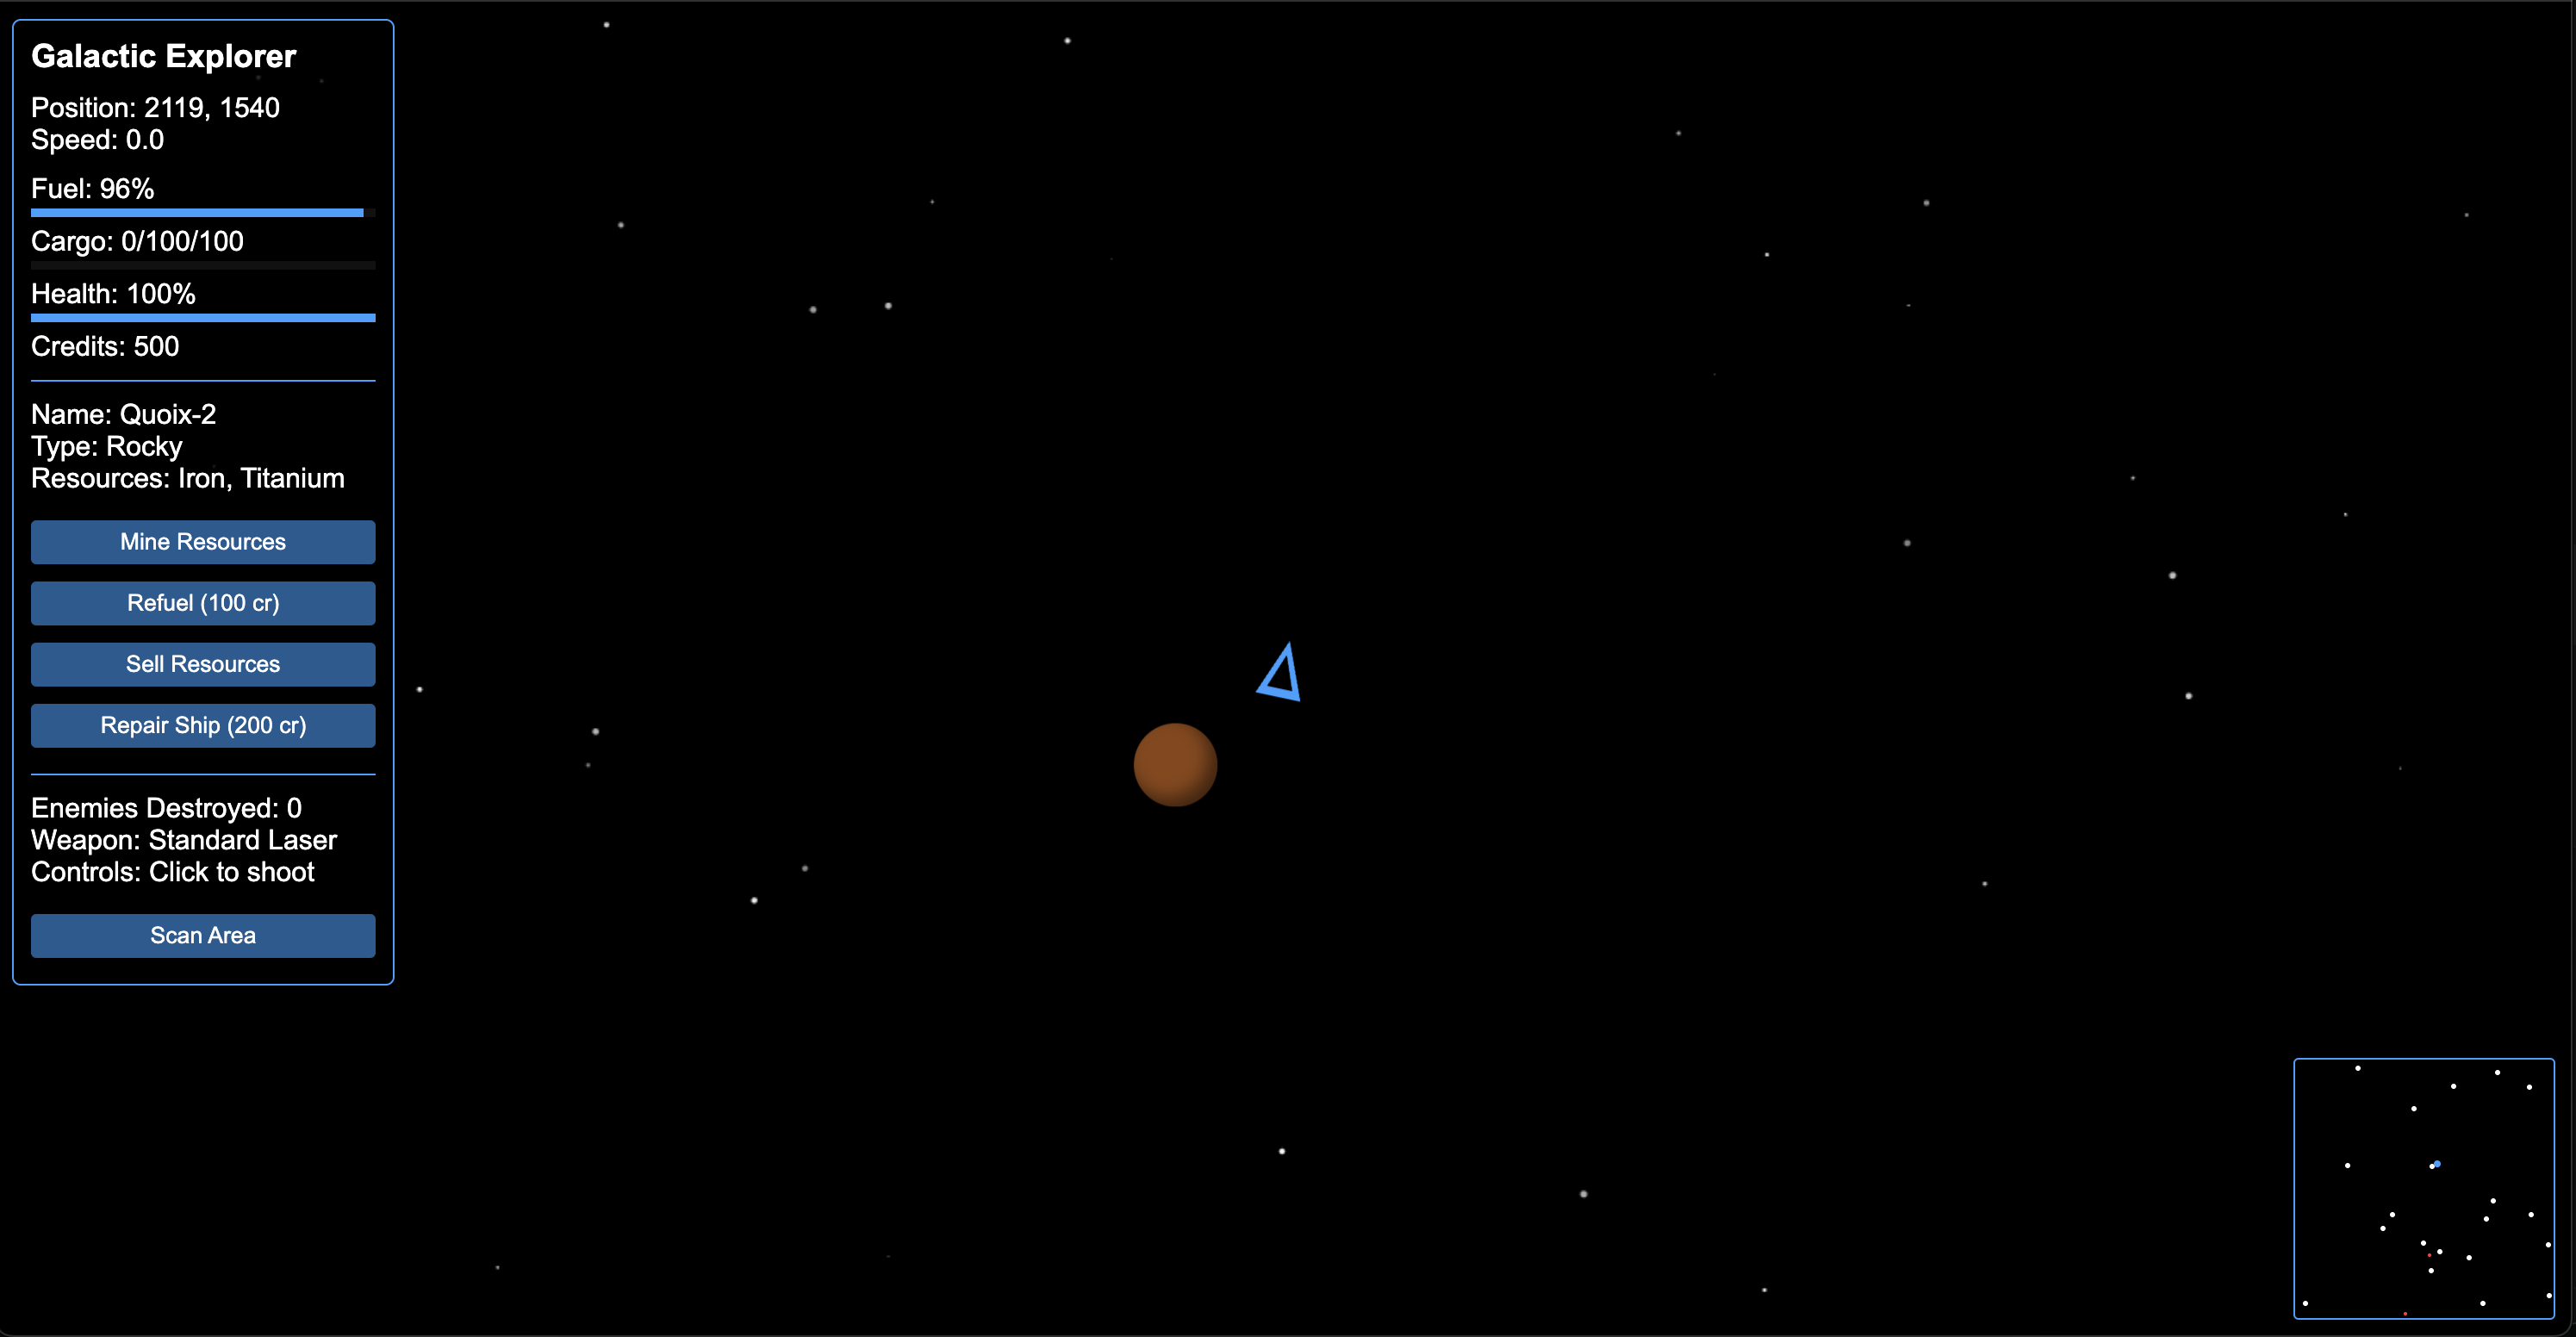 Galactic Explorer
Position: 2119, 1540
Speed: 0.0
Fuel: 96%
Cargo: 0/100/100
Health: 100%
Credits: 500
Name: Quoix-2
Type: Rocky
Resources: Iron, Titanium
Mine Resources
Refuel (100 cr)
Sell Resources
Repair Ship (200 cr)
Enemies Destroyed: 0
Weapon: Standard Laser
Controls: Click to shoot
Scan Area